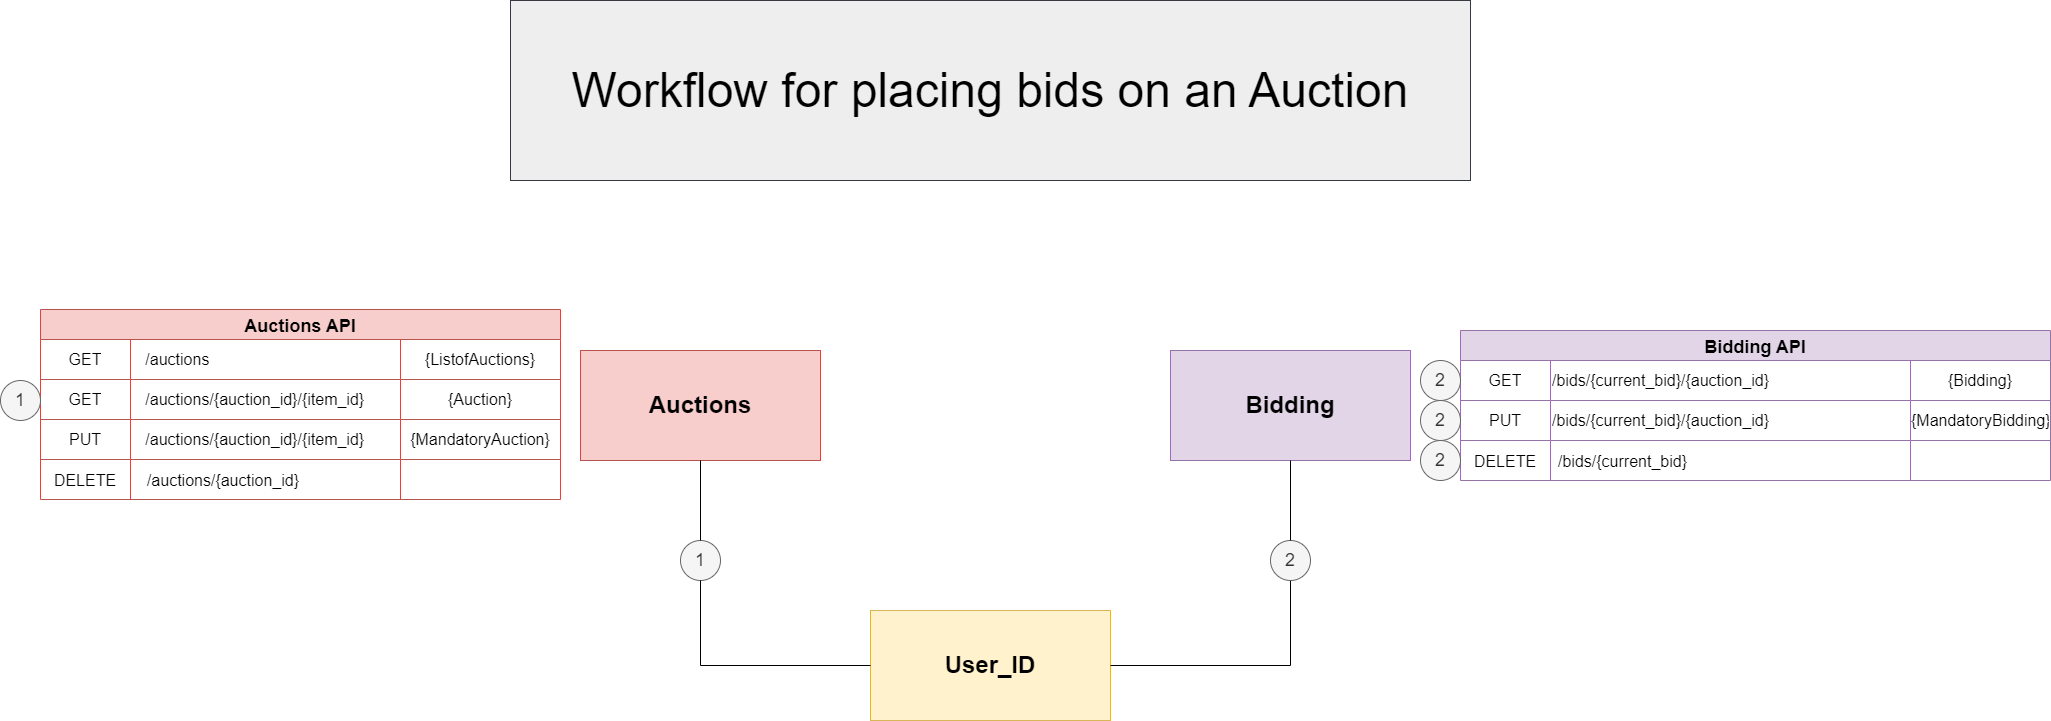 Workflow for placing bids on an Auction
Auctions API
GET /auctions {ListofAuctions}
1 GET /auctions/{auction_id}/{item_id} {Auction}
PUT /auctions/{auction_id}/{item_id} {MandatoryAuction}
DELETE /auctions/{auction_id}
Auctions
Bidding
Bidding API
2 GET /bids/{current_bid}/{auction_id} {Bidding}
2 PUT /bids/{current_bid}/{auction_id} {MandatoryBidding}
2 DELETE /bids/{current_bid}
1
2
User_ID